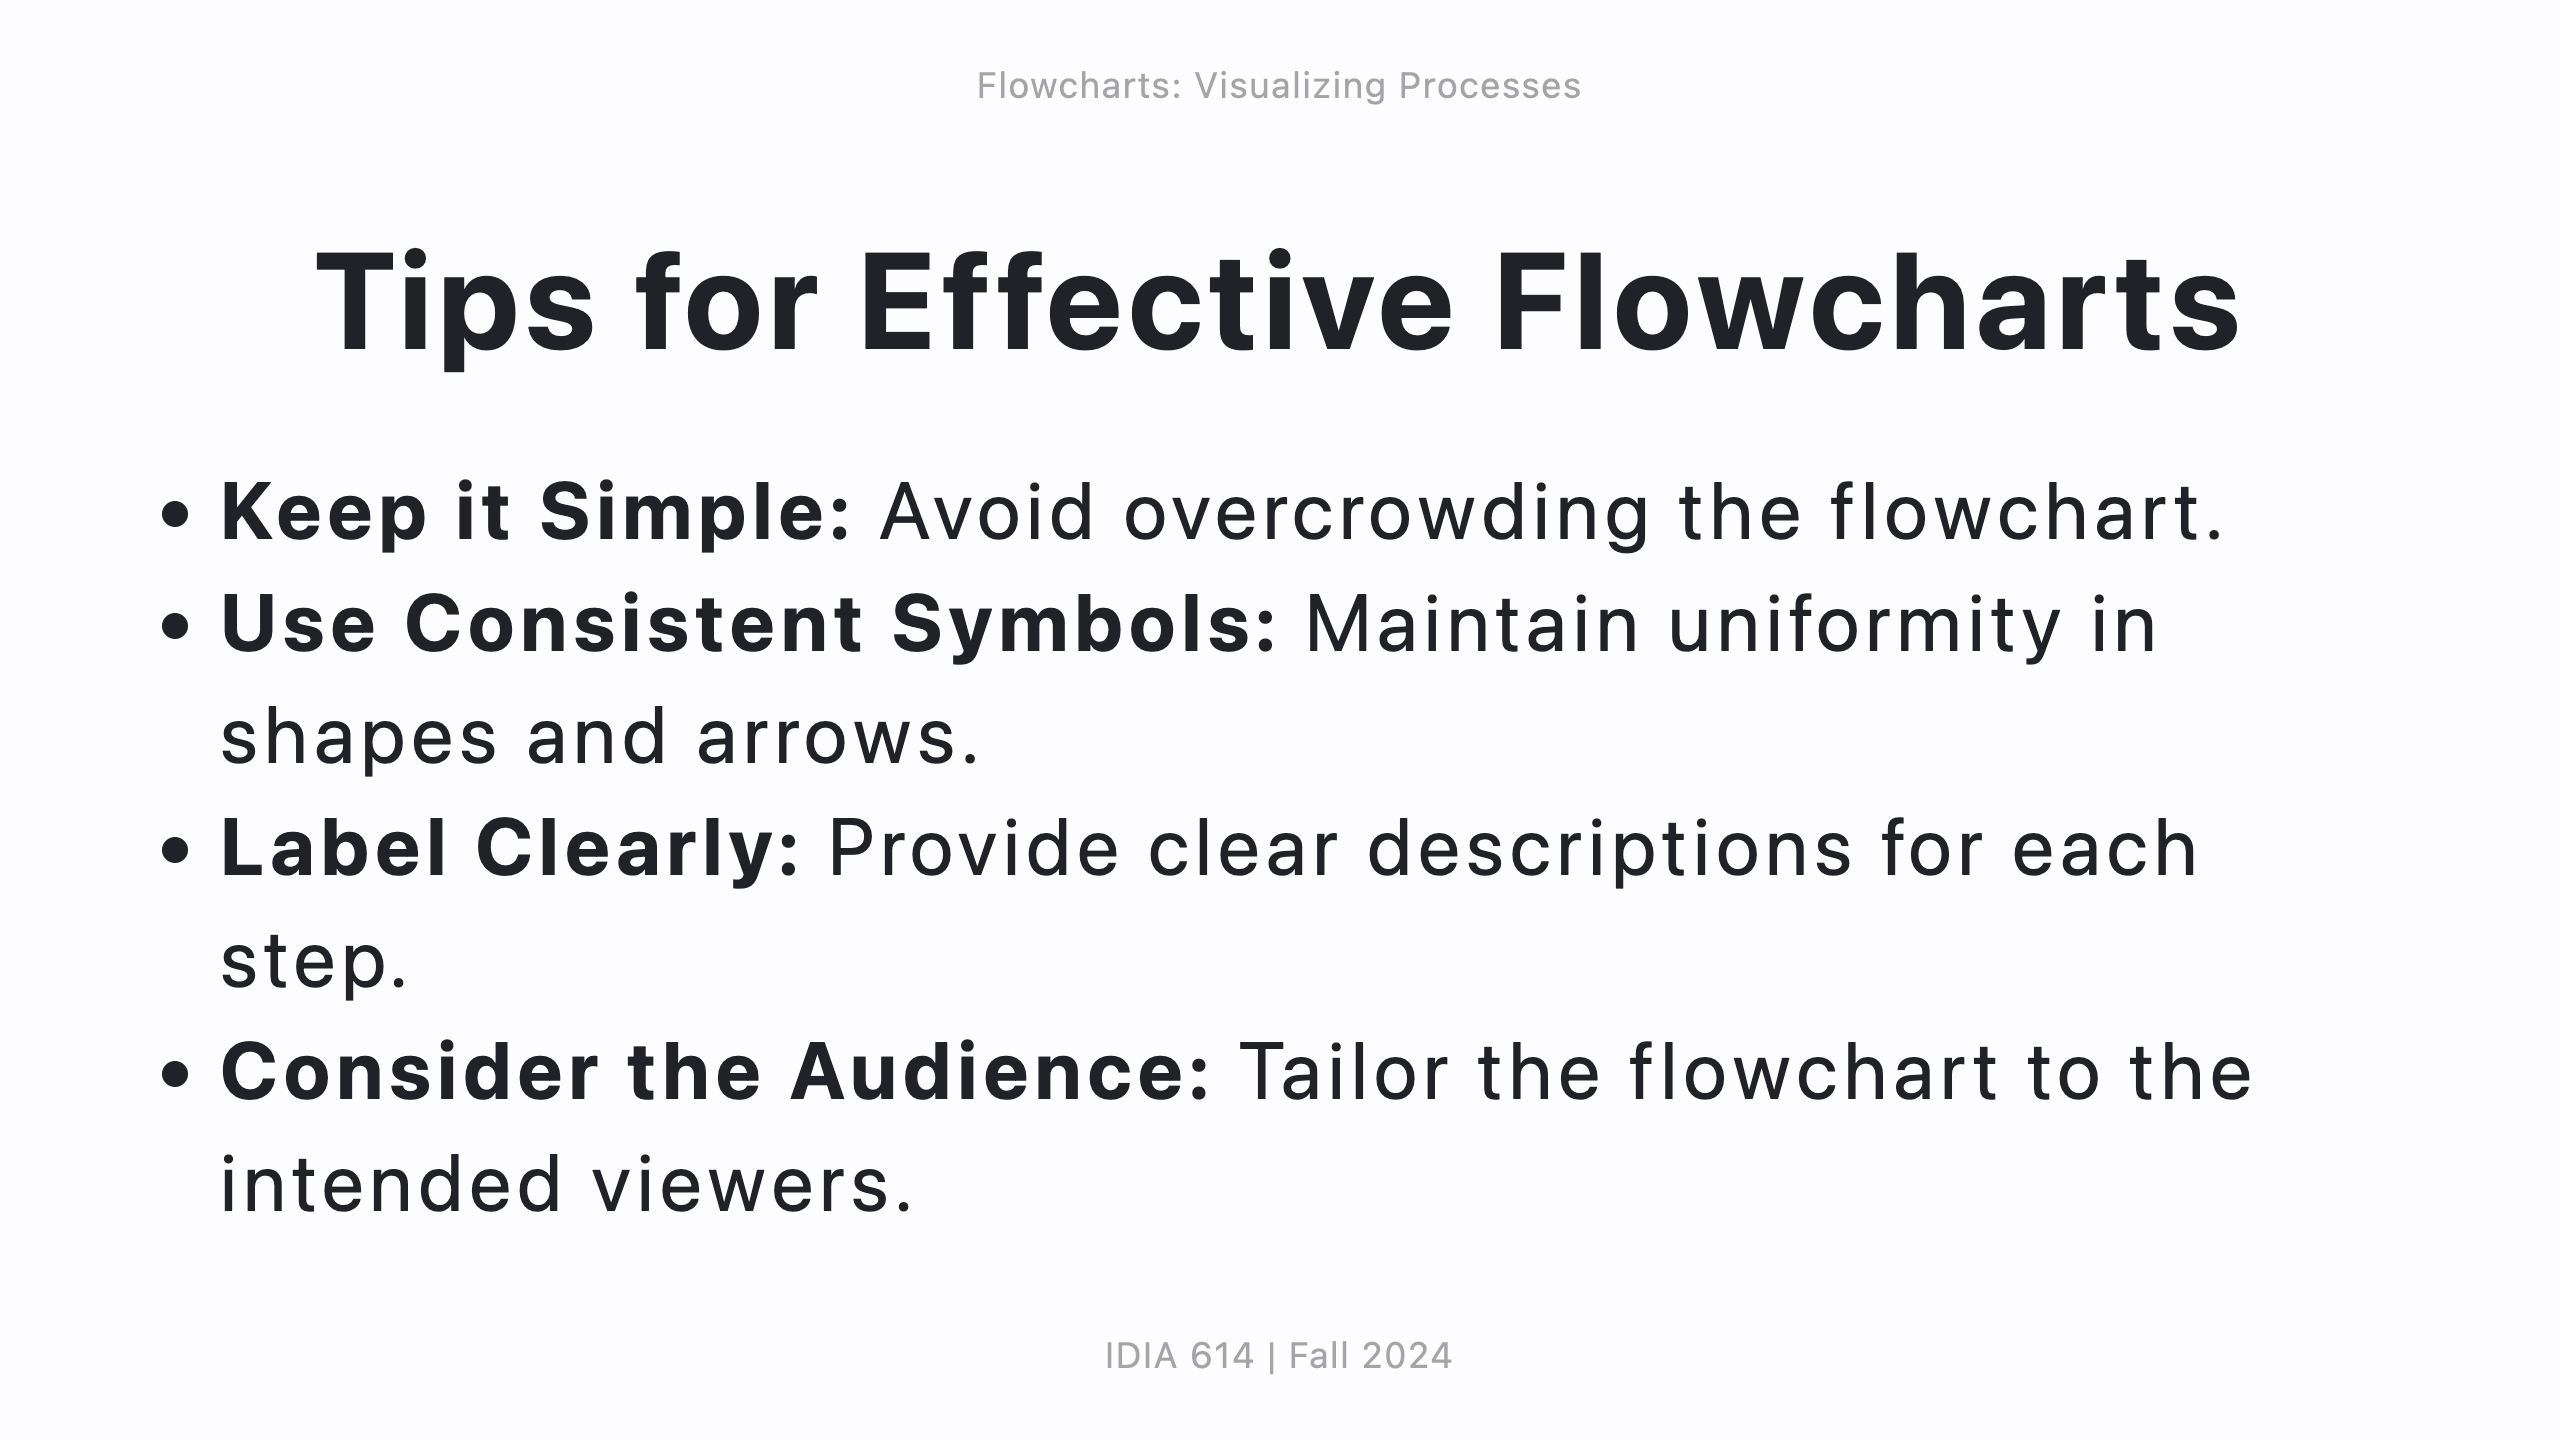 Flowcharts: Visualizing Processes
Tips for Effective Flowcharts
• Keep it Simple: Avoid overcrowding the flowchart.
• Use Consistent Symbols: Maintain uniformity in
shapes and arrows.
• Label Clearly: Provide clear descriptions for each
step.
• Consider the Audience: Tailor the flowchart to the
intended viewers.
IDIA 614 | Fall 2024